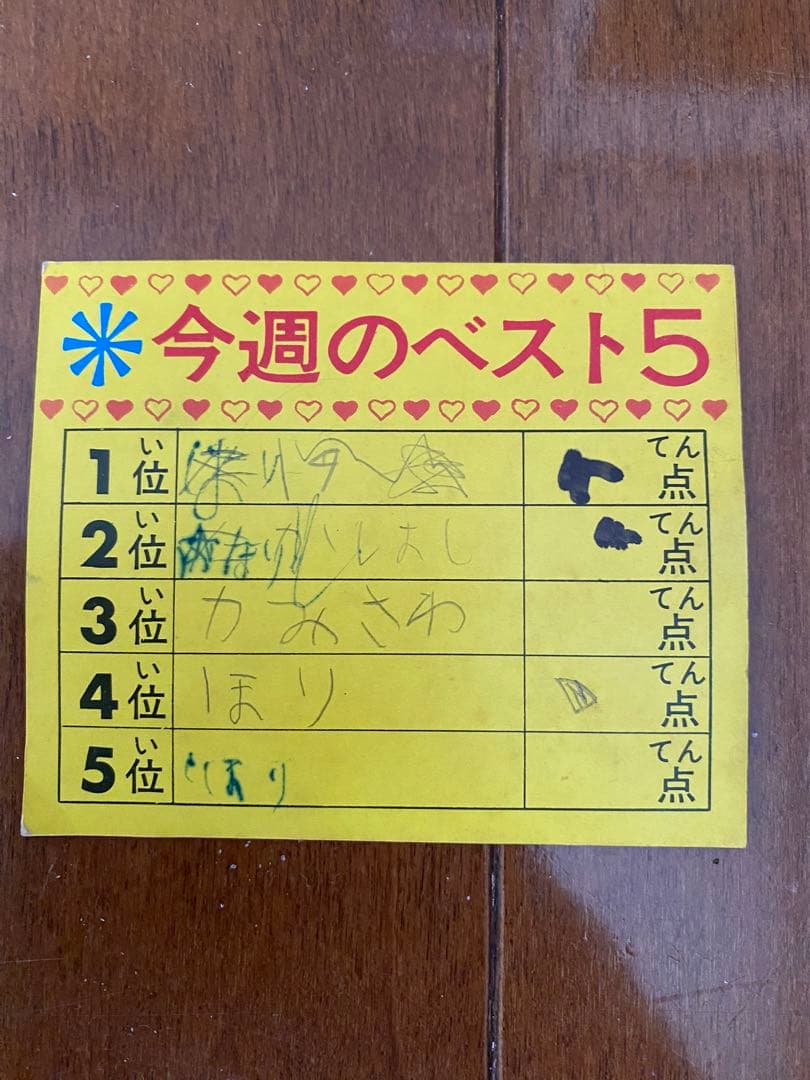 今週のベスト5
1位 い てん 点
2位 い てん 点
3位 い かみさわ てん 点
4位 い ほり てん 点
5位 い てん 点